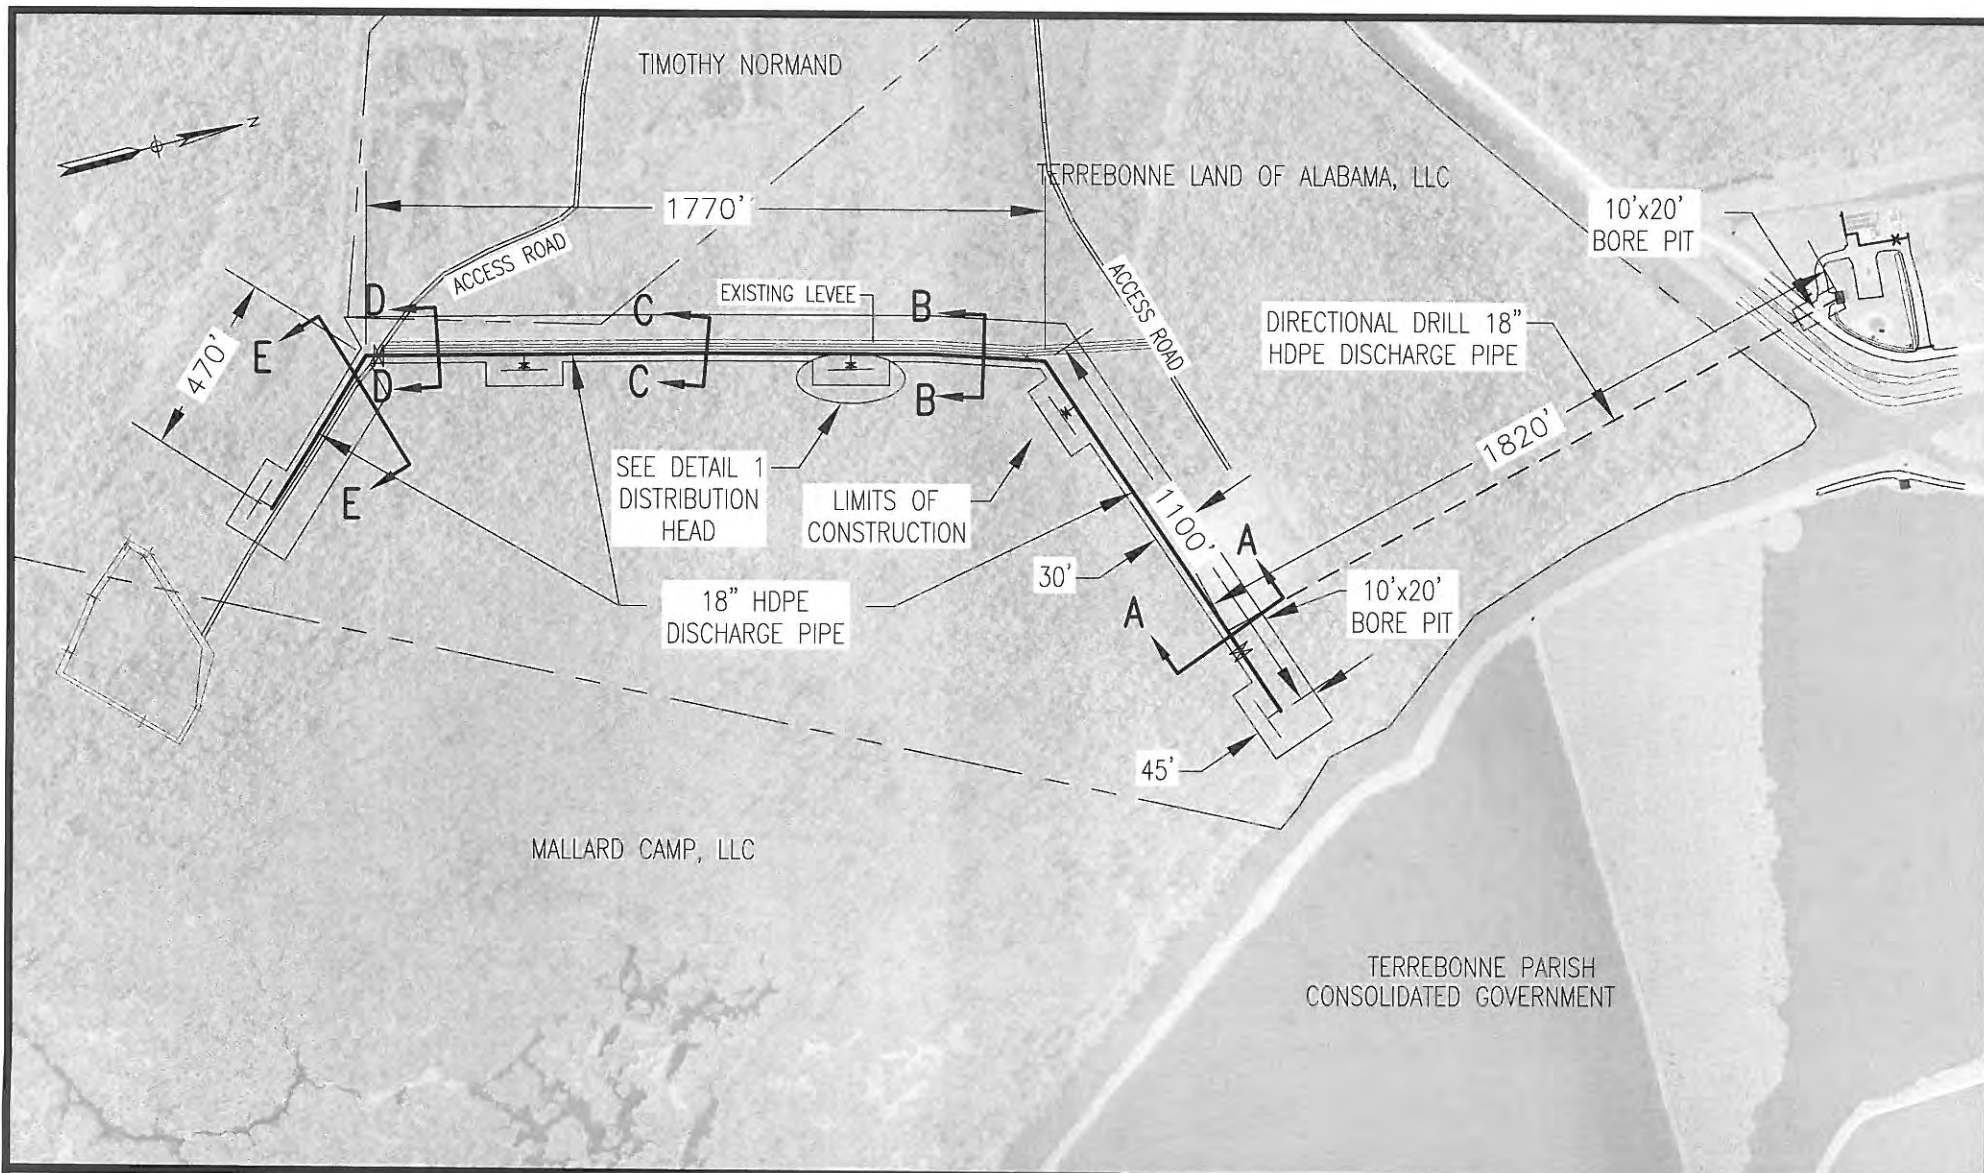 TIMOTHY NORMAND
N
TERREBONNE LAND OF ALABAMA, LLC
1770'
10'x20'
BORE PIT
ACCESS ROAD
ACCESS ROAD
EXISTING LEVEE
D
C
B
E
470'
DIRECTIONAL DRILL 18"
HDPE DISCHARGE PIPE
D
C
B
1820'
SEE DETAIL 1
DISTRIBUTION
HEAD
LIMITS OF
CONSTRUCTION
E
1100'
A
30'
18" HDPE
DISCHARGE PIPE
A
10'x20'
BORE PIT
45'
MALLARD CAMP, LLC
TERREBONNE PARISH
CONSOLIDATED GOVERNMENT